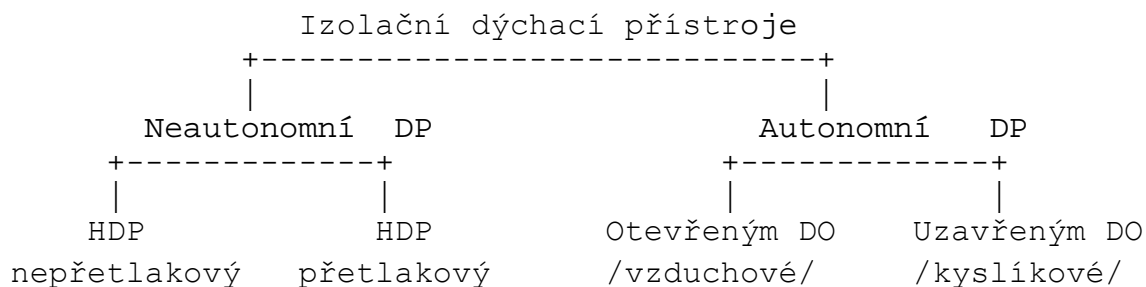 Izolační dýchací přístroje
+-----------------------------+
|                             |
Neautonomní  DP               Autonomní   DP
+-------------+               +------------+
|             |               |            |
HDP           HDP          Otevřeným DO   Uzavřeným DO
nepřetlakový  přetlakový   /vzduchové/    /kyslíkové/